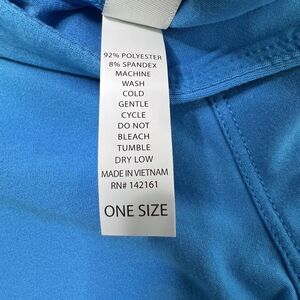 92% POLYESTER
8% SPANDEX
MACHINE
WASH
COLD
GENTLE
CYCLE
DO NOT
BLEACH
TUMBLE
DRY LOW
MADE IN VIETNAM
RN# 142161
ONE SIZE